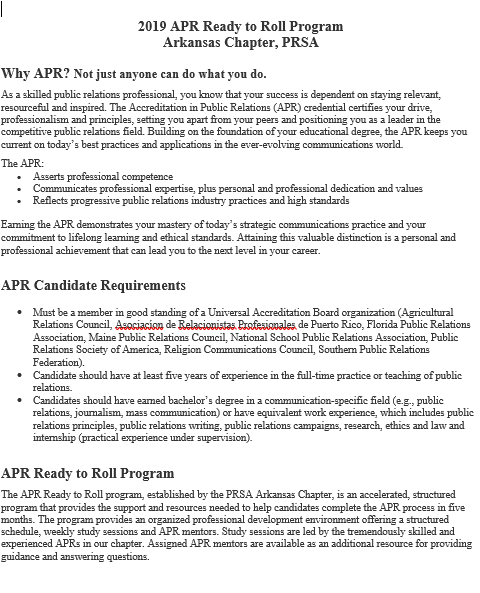 2019 APR Ready to Roll Program
Arkansas Chapter, PRSA
Why APR? Not just anyone can do what you do.
As a skilled public relations professional, you know that your success is dependent on staying relevant,
resourceful and inspired. The Accreditation in Public Relations (APR) credential certifies your drive,
professionalism and principles, setting you apart from your peers and positioning you as a leader in the
competitive public relations field. Building on the foundation of your educational degree, the APR keeps you
current on today's best practices and applications in the ever-evolving communications world.
The APR:
• Asserts professional competence
• Communicates professional expertise, plus personal and professional dedication and values
• Reflects progressive public relations industry practices and high standards
Earning the APR demonstrates your mastery of today's strategic communications practice and your
commitment to lifelong learning and ethical standards. Attaining this valuable distinction is a personal and
professional achievement that can lead you to the next level in your career.
APR Candidate Requirements
• Must be a member in good standing of a Universal Accreditation Board organization (Agricultural
Relations Council, Asociacion de Relacionistas Profesionales de Puerto Rico, Florida Public Relations
Association, Maine Public Relations Council, National School Public Relations Association, Public
Relations Society of America, Religion Communications Council, Southern Public Relations
Federation).
• Candidate should have at least five years of experience in the full-time practice or teaching of public
relations.
• Candidates should have earned bachelor's degree in a communication-specific field (e.g., public
relations, journalism, mass communication) or have equivalent work experience, which includes public
relations principles, public relations writing, public relations campaigns, research, ethics and law and
internship (practical experience under supervision).
APR Ready to Roll Program
The APR Ready to Roll program, established by the PRSA Arkansas Chapter, is an accelerated, structured
program that provides the support and resources needed to help candidates complete the APR process in five
months. The program provides an organized professional development environment offering a structured
schedule, weekly study sessions and APR mentors. Study sessions are led by the tremendously skilled and
experienced APRs in our chapter. Assigned APR mentors are available as an additional resource for providing
guidance and answering questions.